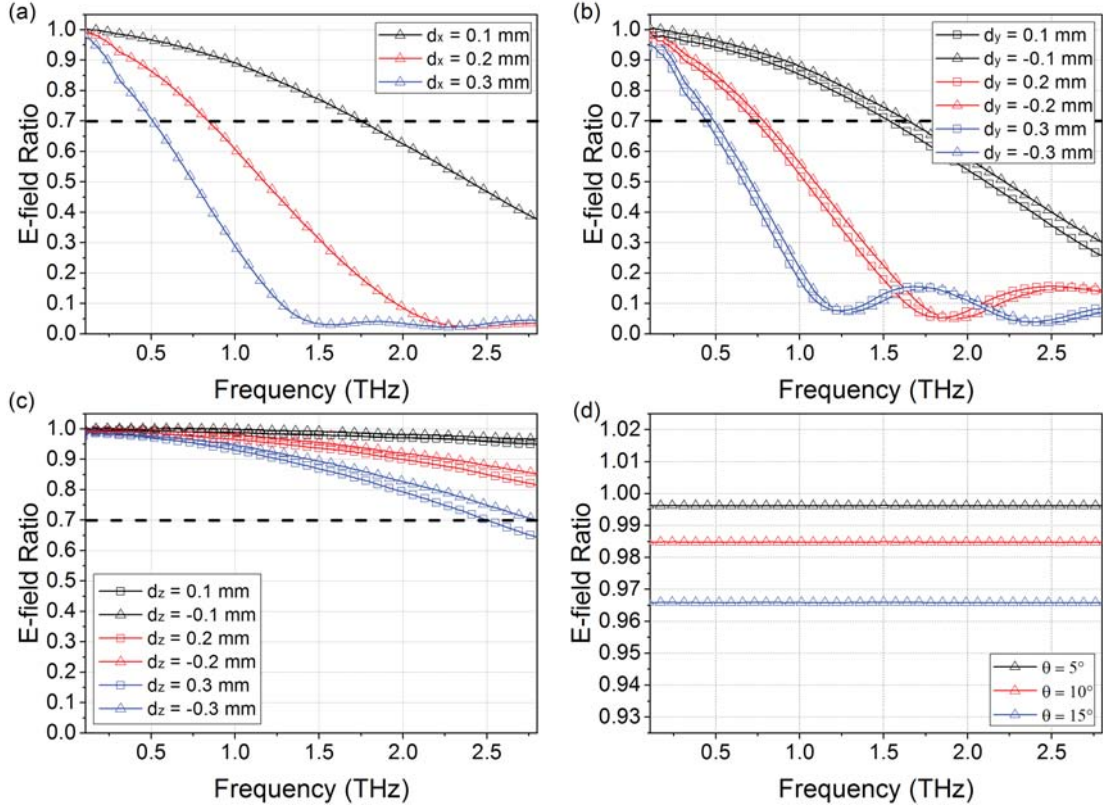 (a)
1.0
0.9
0.8
0.7
0.6
0.5
0.4
0.3
0.2
0.1
0.0
E-field Ratio
dx = 0.1 mm
dx = 0.2 mm
dx = 0.3 mm
0.5 1.0 1.5 2.0 2.5
Frequency (THz)
(b)
1.0
0.9
0.8
0.7
0.6
0.5
0.4
0.3
0.2
0.1
0.0
E-field Ratio
dy = 0.1 mm
dy = -0.1 mm
dy = 0.2 mm
dy = -0.2 mm
dy = 0.3 mm
dy = -0.3 mm
0.5 1.0 1.5 2.0 2.5
Frequency (THz)
(c)
1.0
0.9
0.8
0.7
0.6
0.5
0.4
0.3
0.2
0.1
0.0
E-field Ratio
dz = 0.1 mm
dz = -0.1 mm
dz = 0.2 mm
dz = -0.2 mm
dz = 0.3 mm
dz = -0.3 mm
0.5 1.0 1.5 2.0 2.5
Frequency (THz)
(d)
1.02
1.01
1.00
0.99
0.98
0.97
0.96
0.95
0.94
0.93
E-field Ratio
θ = 5°
θ = 10°
θ = 15°
0.5 1.0 1.5 2.0 2.5
Frequency (THz)